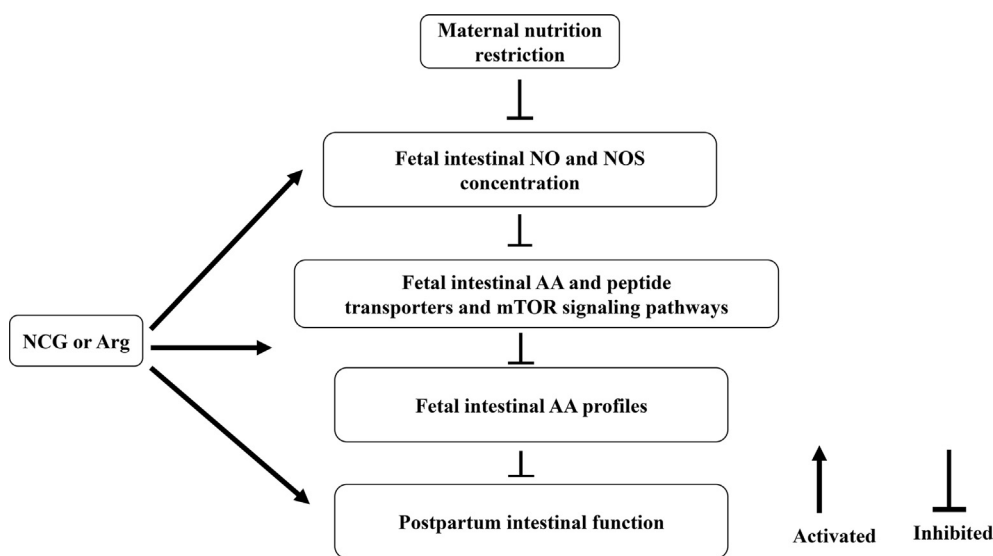 Maternal nutrition
restriction
Fetal intestinal NO and NOS
concentration
Fetal intestinal AA and peptide
transporters and mTOR signaling pathways
NCG or Arg
Fetal intestinal AA profiles
Postpartum intestinal function
Activated
Inhibited